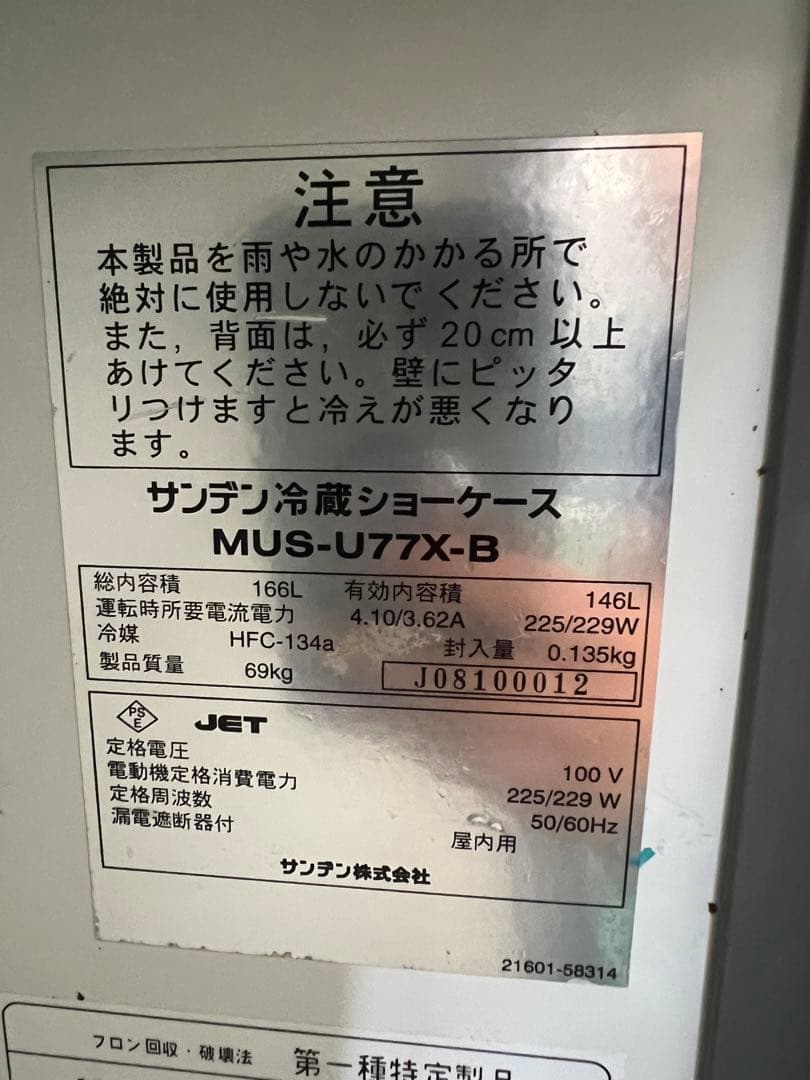 注意
本製品を雨や水のかかる所で
絶対に使用しないでください。
また，背面は，必ず20cm以上
あけてください。壁にピッタ
リつけますと冷えが悪くなり
ます。
サンデン冷蔵ショーケース
MUS-U77X-B
総内容積 166L 有効内容積 146L
運転時所要電流電力 4.10/3.62A 225/229W
冷媒 HFC-134a 封入量 0.135kg
製品質量 69kg J08100012
PS E JET
定格電圧 100 V
電動機定格消費電力 225/229 W
定格周波数 50/60Hz
漏電遮断器付 屋内用
サンデン株式会社
21601-58314
フロン回収・破壊法 第一種特定製品